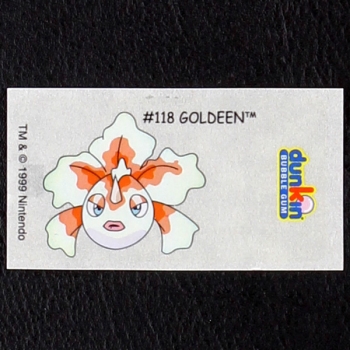 #118 GOLDEEN™
TM & © 1999 Nintendo
dunkin
BUBBLE GUM